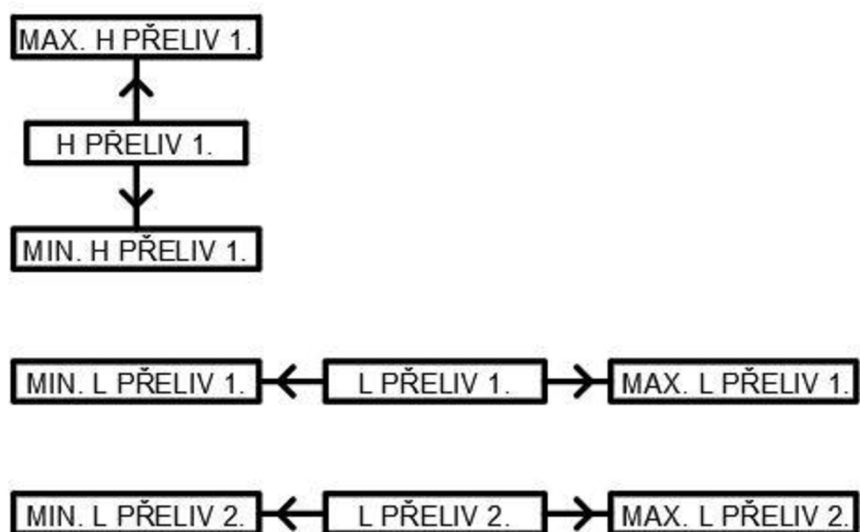 MAX. H PŘELIV 1.
H PŘELIV 1.
MIN. H PŘELIV 1.
MIN. L PŘELIV 1. L PŘELIV 1. MAX. L PŘELIV 1.
MIN. L PŘELIV 2. L PŘELIV 2. MAX. L PŘELIV 2.